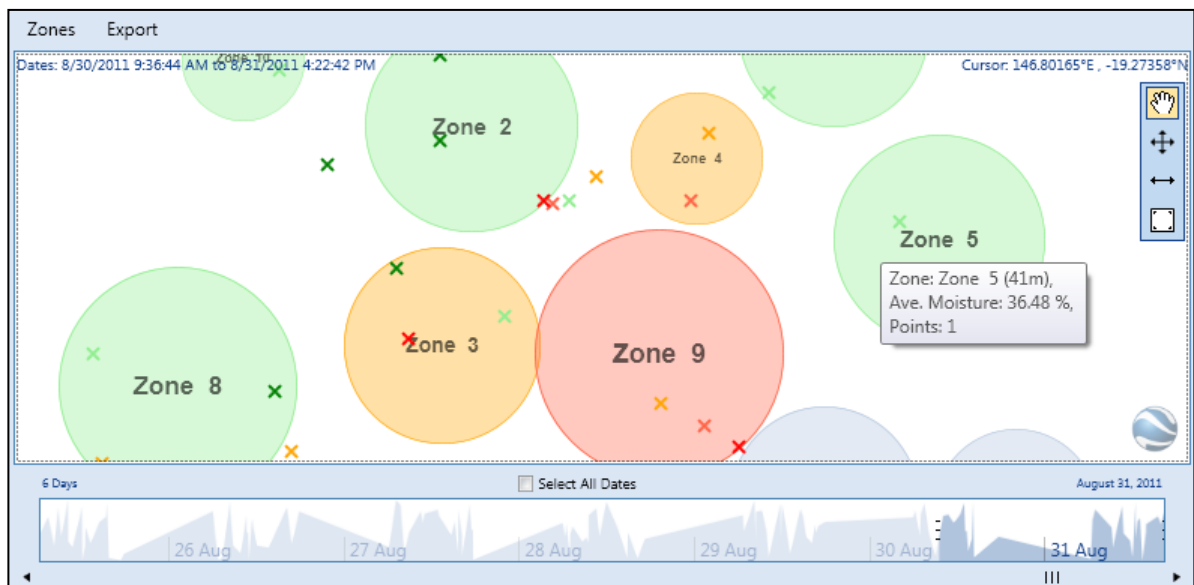 Zones Export
Dates: 8/30/2011 9:36:44 AM to 8/31/2011 4:22:42 PM
Cursor: 146.80165°E , -19.27358°N
Zone 10
Zone 2
Zone 4
Zone 5
Zone: Zone 5 (41m),
Ave. Moisture: 36.48 %,
Points: 1
Zone 3
Zone 9
Zone 8
6 Days
Select All Dates
August 31, 2011
26 Aug
27 Aug
28 Aug
29 Aug
30 Aug
31 Aug